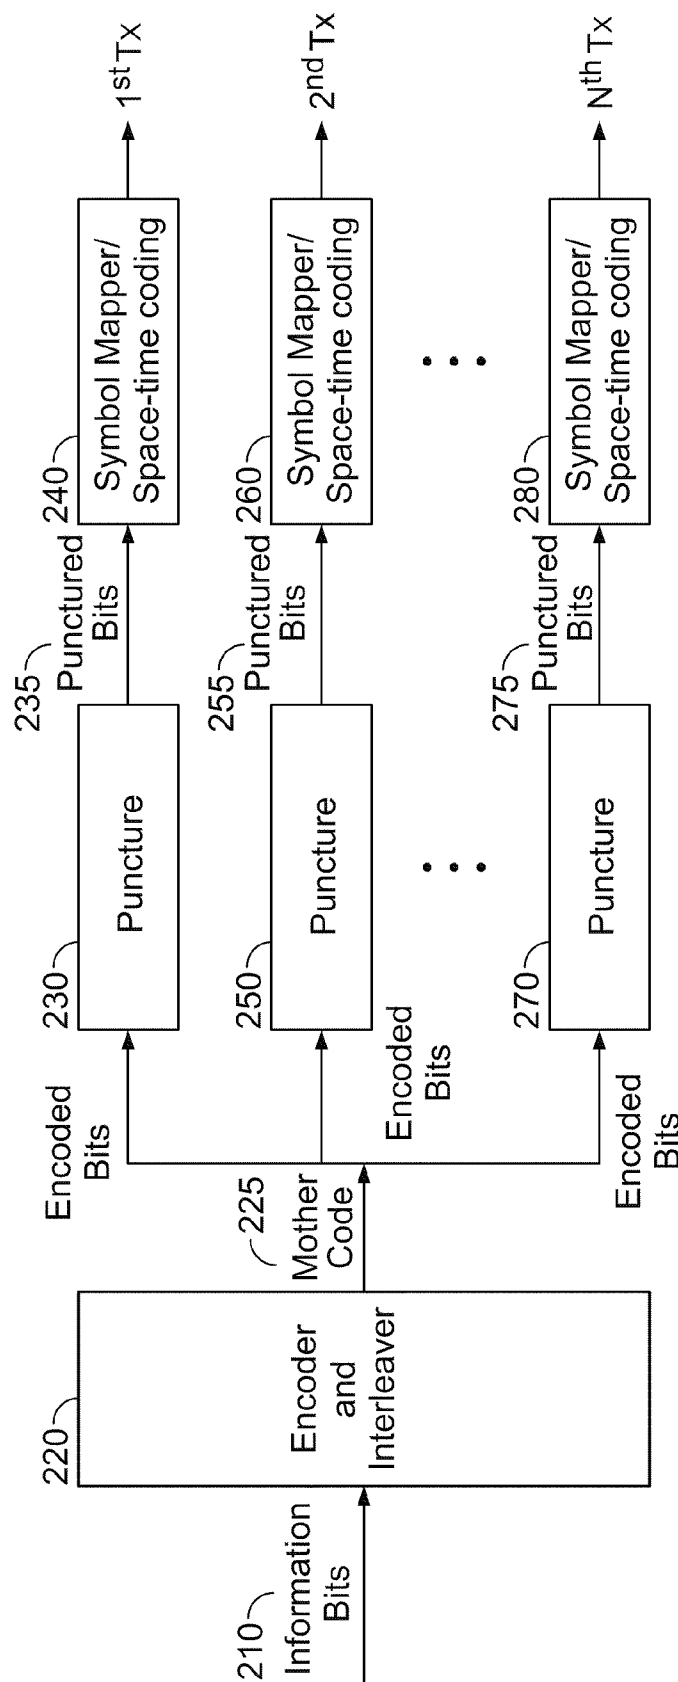 210
Information
Bits
220
Encoder
and
Interleaver
225
Mother
Code
Encoded
Bits
230
Puncture
235
Punctured
Bits
240
Symbol Mapper/
Space-time coding
1st Tx
Encoded
Bits
250
Puncture
255
Punctured
Bits
260
Symbol Mapper/
Space-time coding
2nd Tx
Encoded
Bits
270
Puncture
275
Punctured
Bits
280
Symbol Mapper/
Space-time coding
Nth Tx